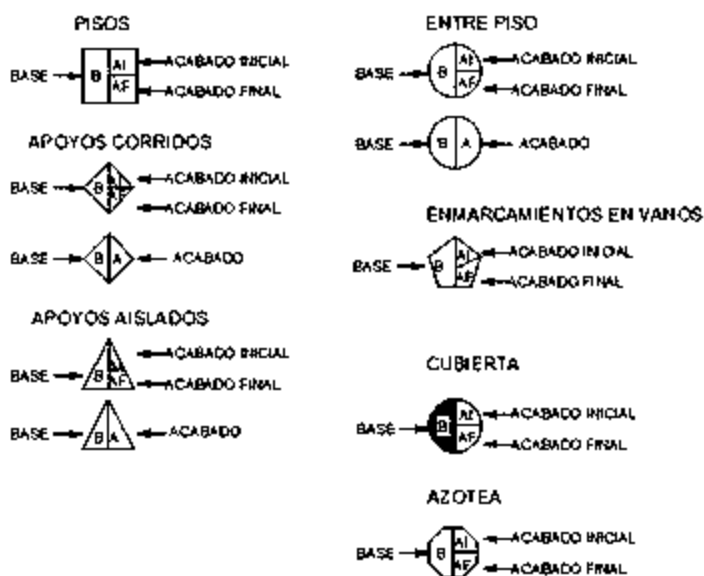 PISOS
BASE B AI ACABADO INICIAL
AF ACABADO FINAL
APOYOS CORRIDOS
BASE B A ACABADO INICIAL
F ACABADO FINAL
BASE B A ACABADO
APOYOS AISLADOS
BASE B ACABADO INICIAL
AF ACABADO FINAL
BASE B A ACABADO
ENTRE PISO
BASE B AI ACABADO INICIAL
AF ACABADO FINAL
BASE B A ACABADO
ENMARCAMIENTOS EN VANOS
BASE B AI ACABADO INICIAL
AF ACABADO FINAL
CUBIERTA
BASE B AI ACABADO INICIAL
AF ACABADO FINAL
AZOTEA
BASE B AI ACABADO INICIAL
AF ACABADO FINAL